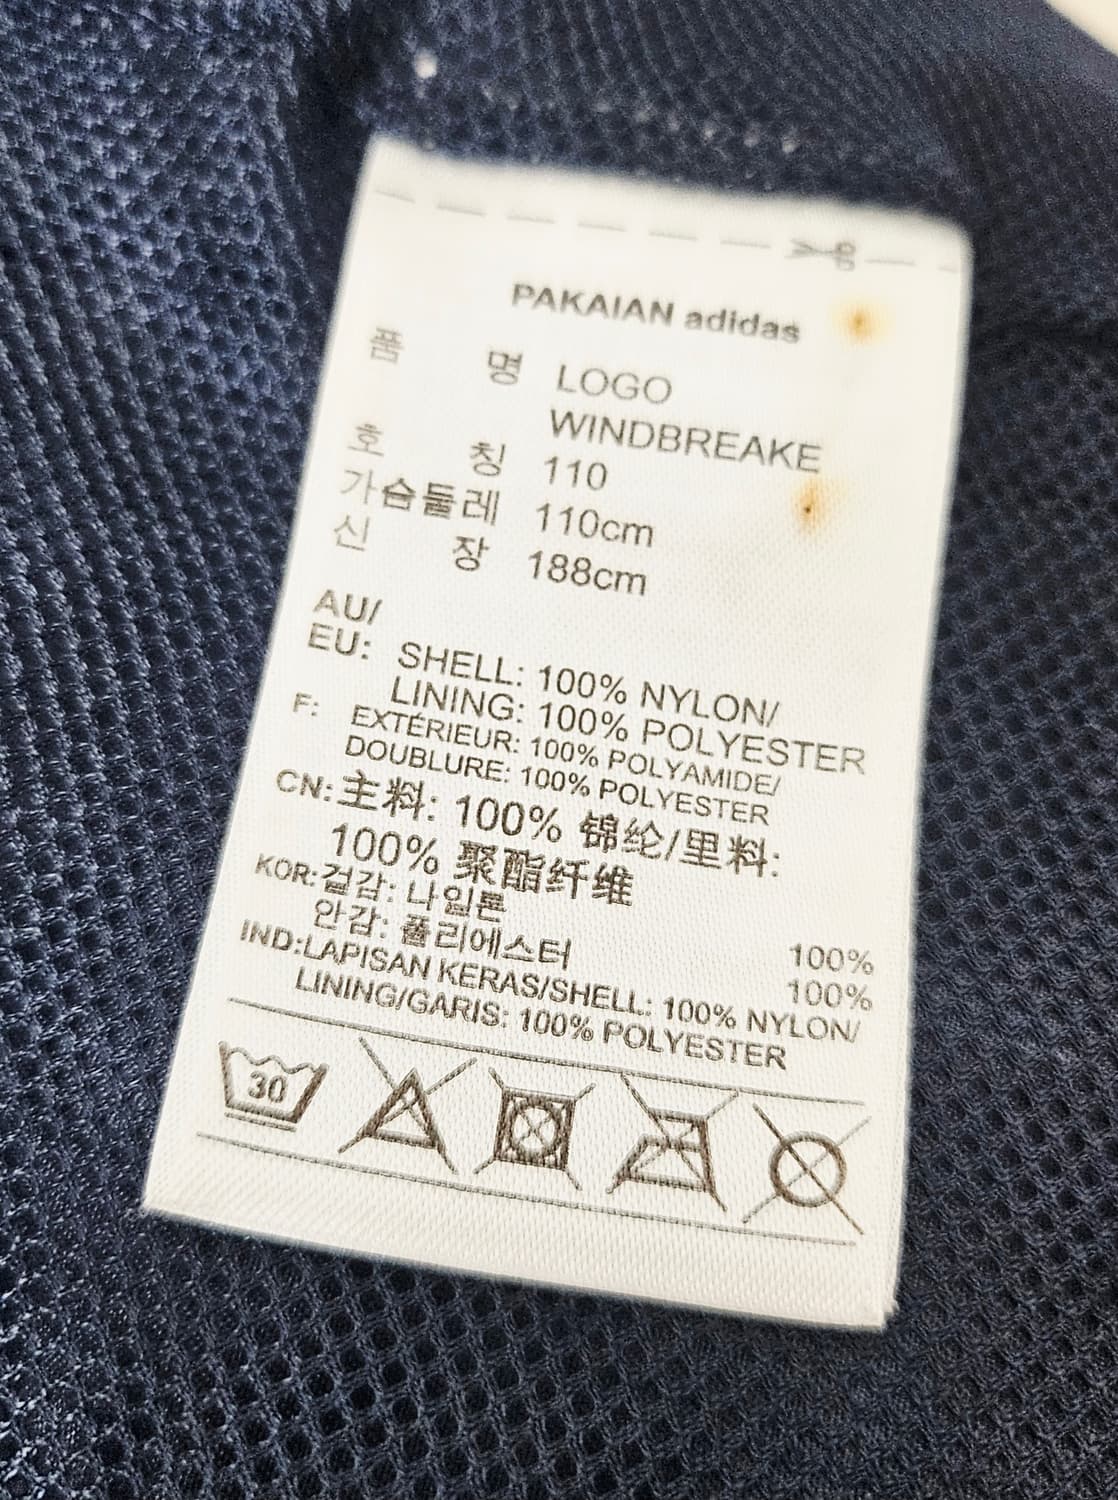 PAKAIAN adidas
품 명 LOGO
WINDBREAKE
호 칭 110
가슴둘레 110cm
신 장 188cm
AU/
EU: SHELL: 100% NYLON/
LINING: 100% POLYESTER
F: EXTÉRIEUR: 100% POLYAMIDE/
DOUBLURE: 100% POLYESTER
CN: 主料: 100% 锦纶/里料:
100% 聚酯纤维
KOR: 겉감: 나일론 100%
안감: 폴리에스터 100%
IND:LAPISAN KERAS/SHELL: 100% NYLON/
LINING/GARIS: 100% POLYESTER
30